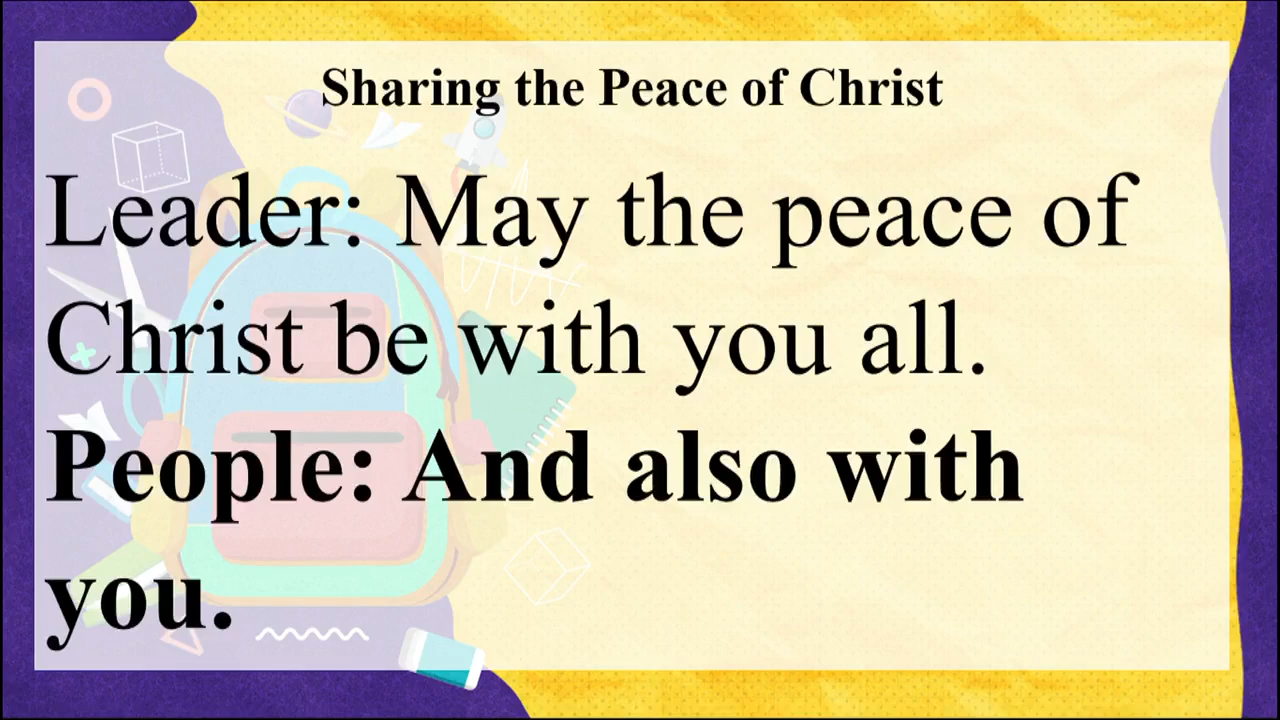 Sharing the Peace of Christ
Leader: May the peace of
Christ be with you all.
People: And also with
you.